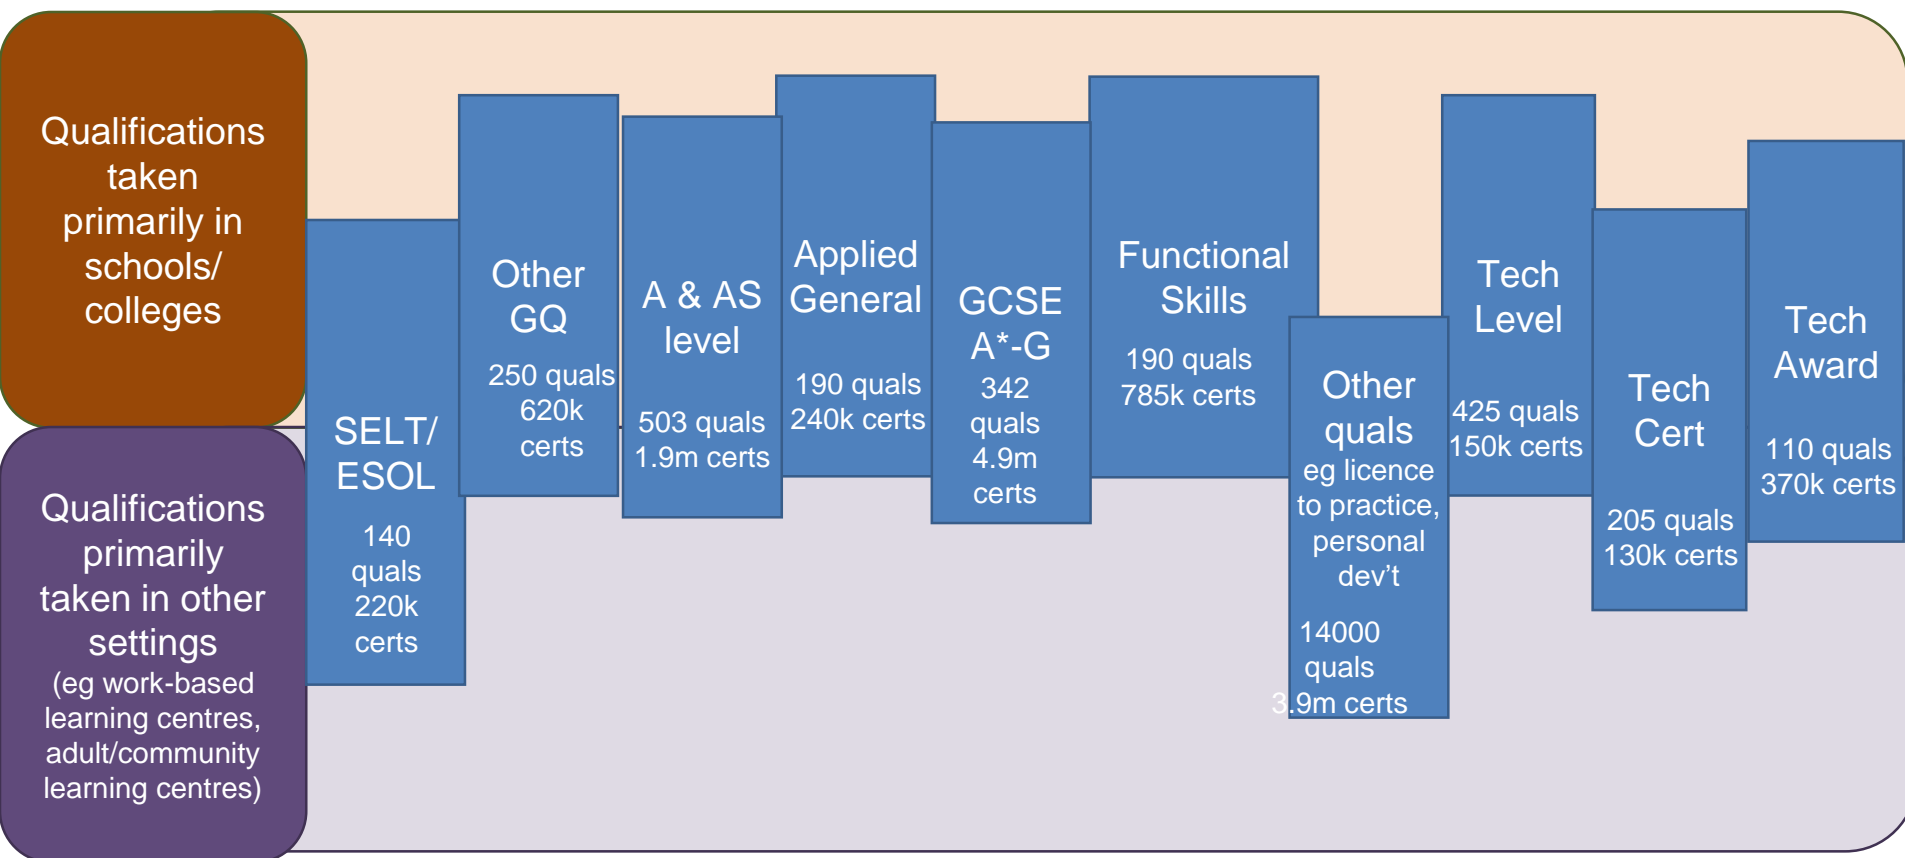 Qualifications
taken
primarily in
schools/
colleges
Qualifications
primarily
taken in other
settings
(eg work-based
learning centres,
adult/community
learning centres)
SELT/
ESOL
140
quals
220k
certs
Other
GQ
250 quals
620k
certs
A & AS
level
503 quals
1.9m certs
Applied
General
190 quals
240k certs
GCSE
A*-G
342
quals
4.9m
certs
Functional
Skills
190 quals
785k certs
Other
quals
eg licence
to practice,
personal
dev’t
14000
quals
3.9m certs
Tech
Level
425 quals
150k certs
Tech
Cert
205 quals
130k certs
Tech
Award
110 quals
370k certs